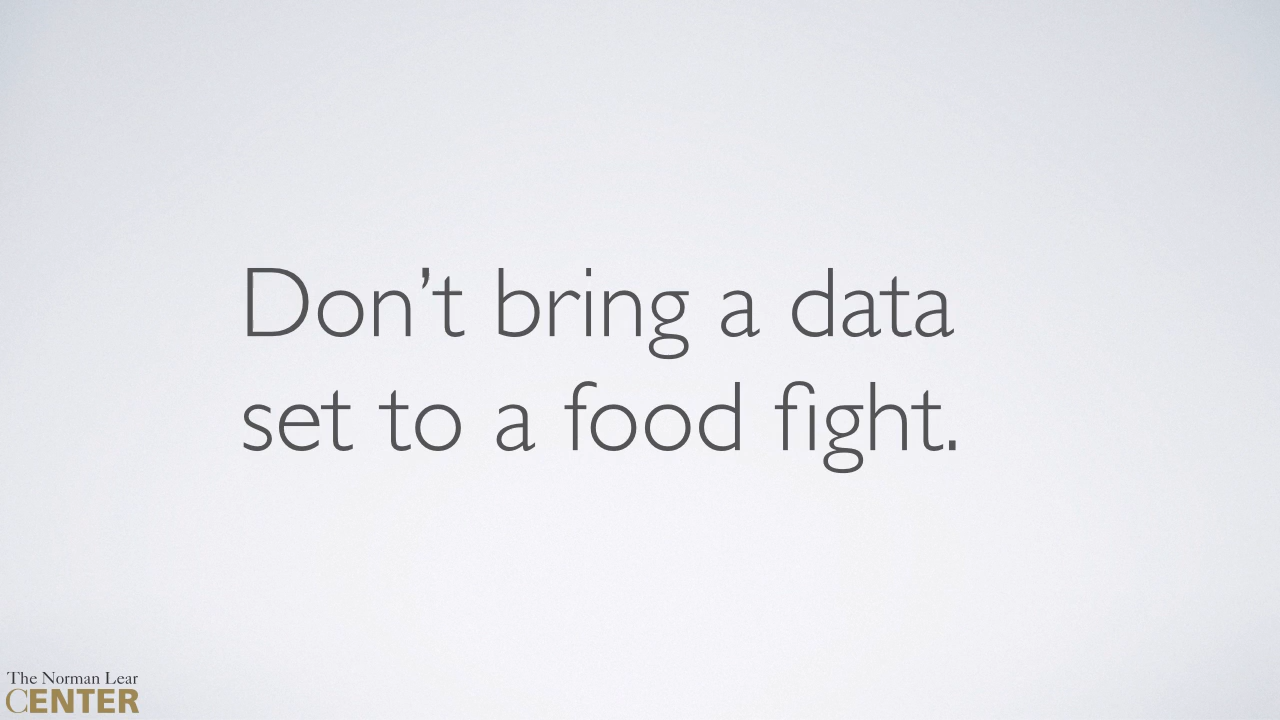 Don’t bring a data
set to a food fight.
The Norman Lear
CENTER